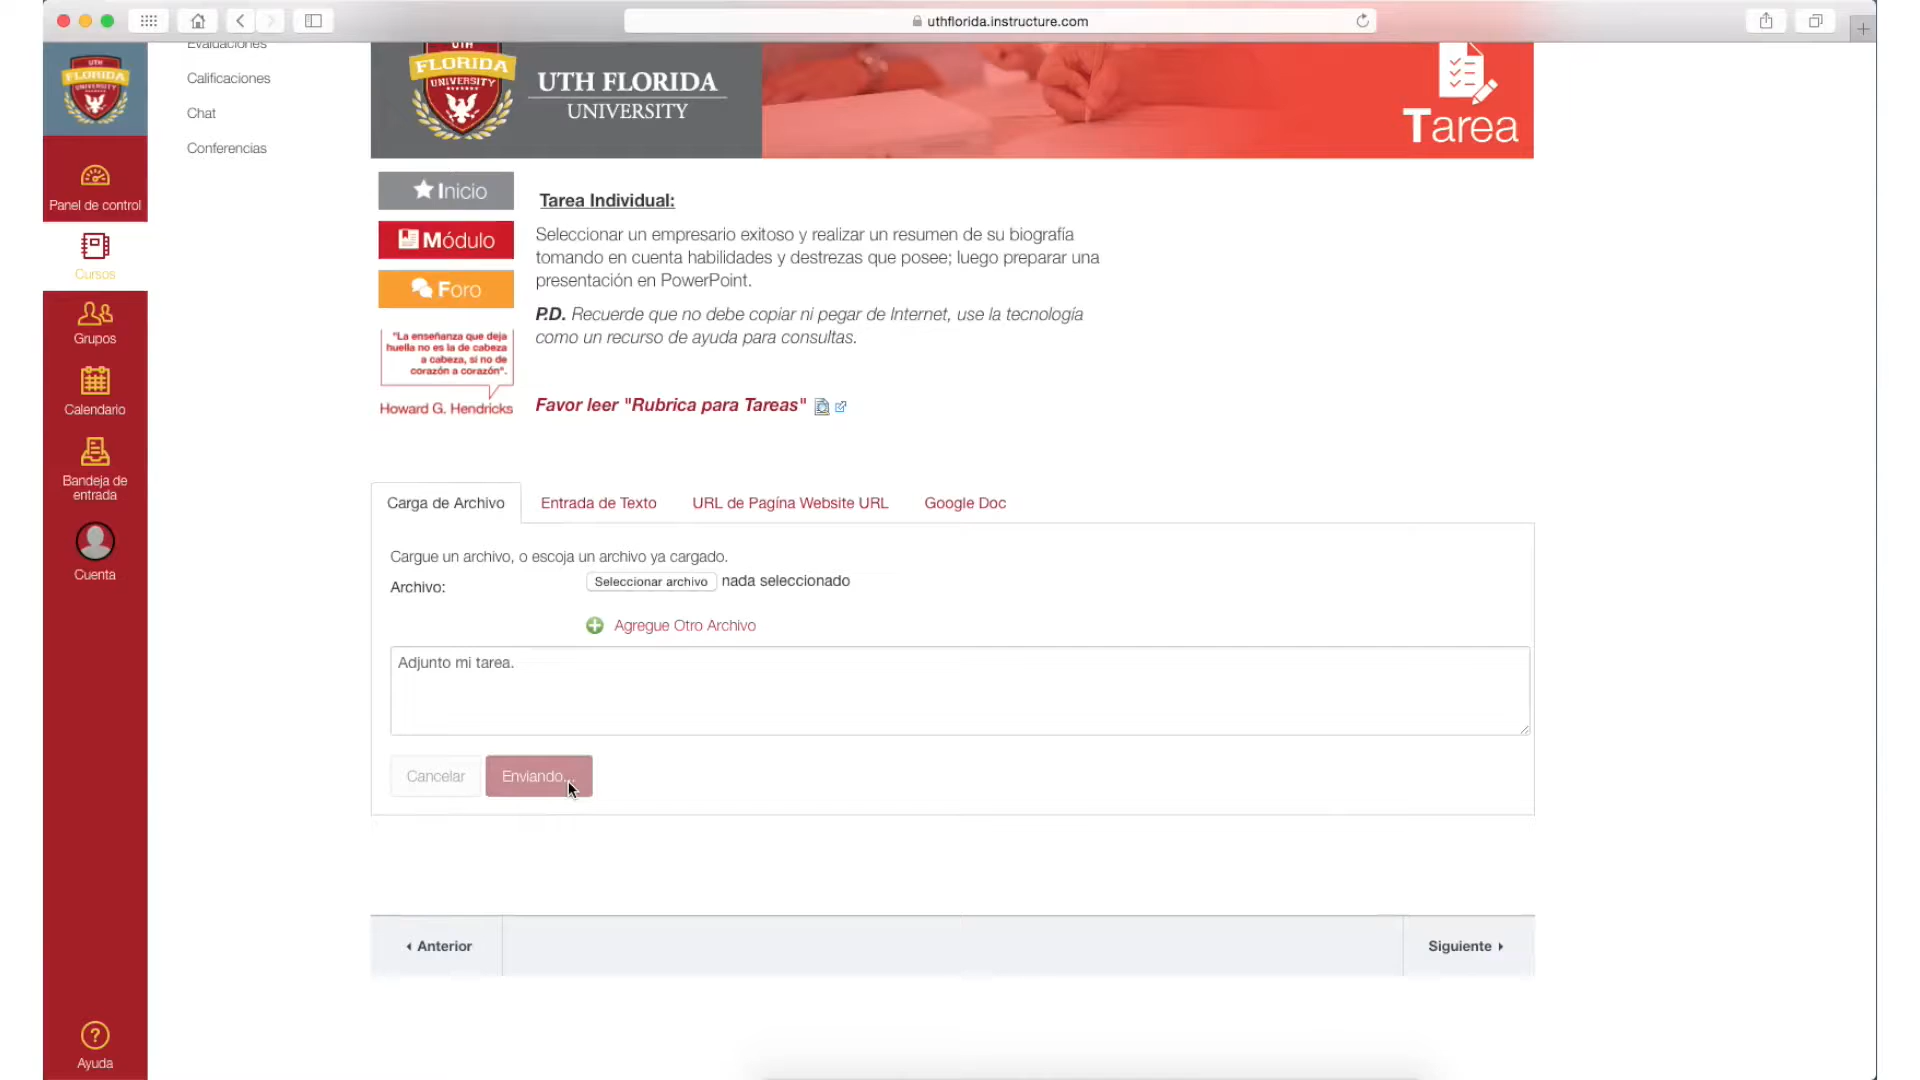 uthflorida.instructure.com
Evaluaciones
Calificaciones
Chat
Conferencias
UTH
FLORIDA
UNIVERSITY
Panel de control
Cursos
Grupos
Calendario
Bandeja de
entrada
Cuenta
Ayuda
UTH
FLORIDA
UNIVERSITY
UTH FLORIDA
UNIVERSITY
Tarea
Inicio
Módulo
Foro
"La enseñanza que deja
huella no es la de cabeza
a cabeza, sí no de
corazón a corazón".
Howard G. Hendricks
Tarea Individual:
Seleccionar un empresario exitoso y realizar un resumen de su biografía
tomando en cuenta habilidades y destrezas que posee; luego preparar una
presentación en PowerPoint.
P.D. Recuerde que no debe copiar ni pegar de Internet, use la tecnología
como un recurso de ayuda para consultas.
Favor leer "Rubrica para Tareas"
Carga de Archivo
Entrada de Texto
URL de Pagína Website URL
Google Doc
Cargue un archivo, o escoja un archivo ya cargado.
Archivo:
Seleccionar archivo nada seleccionado
Agregue Otro Archivo
Adjunto mi tarea.
Cancelar
Enviando...
Anterior
Siguiente